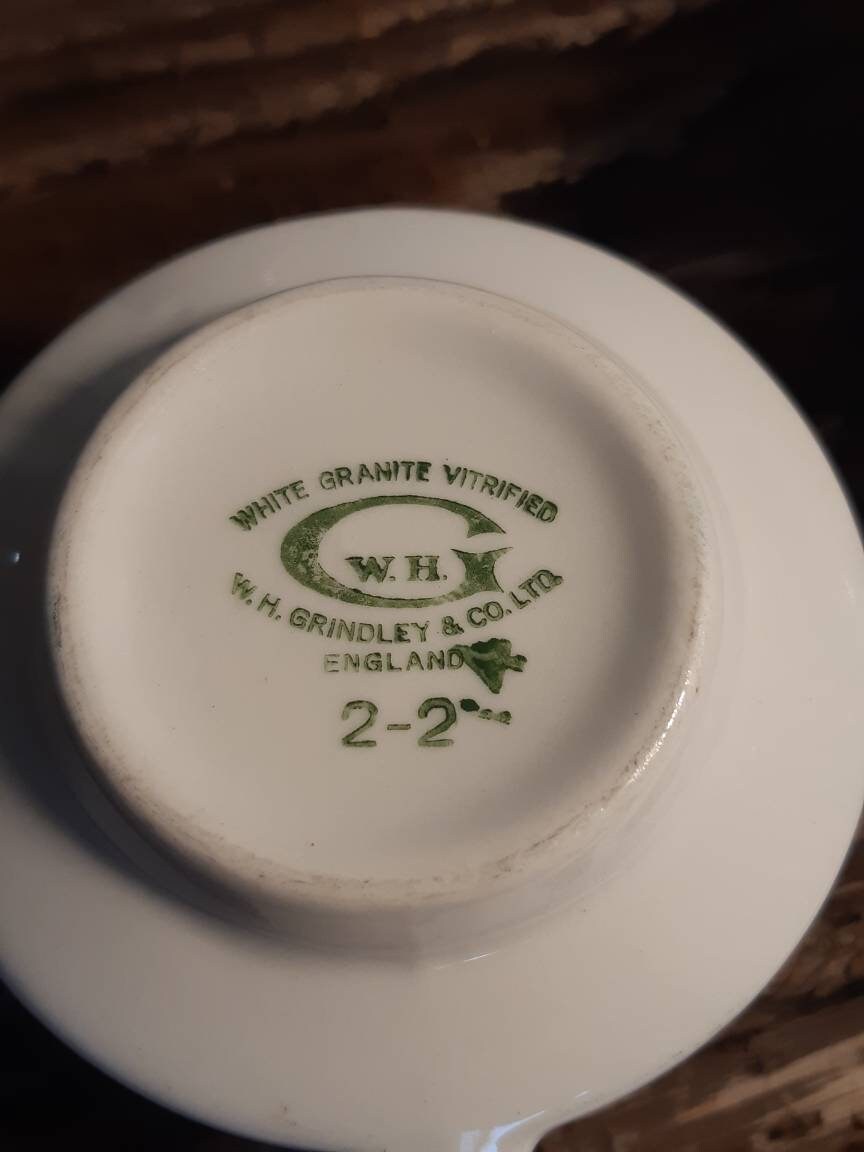 WHITE GRANITE VITRIFIED
G
W. H.
W. H. GRINDLEY & CO. LTD.
ENGLAND
2-2